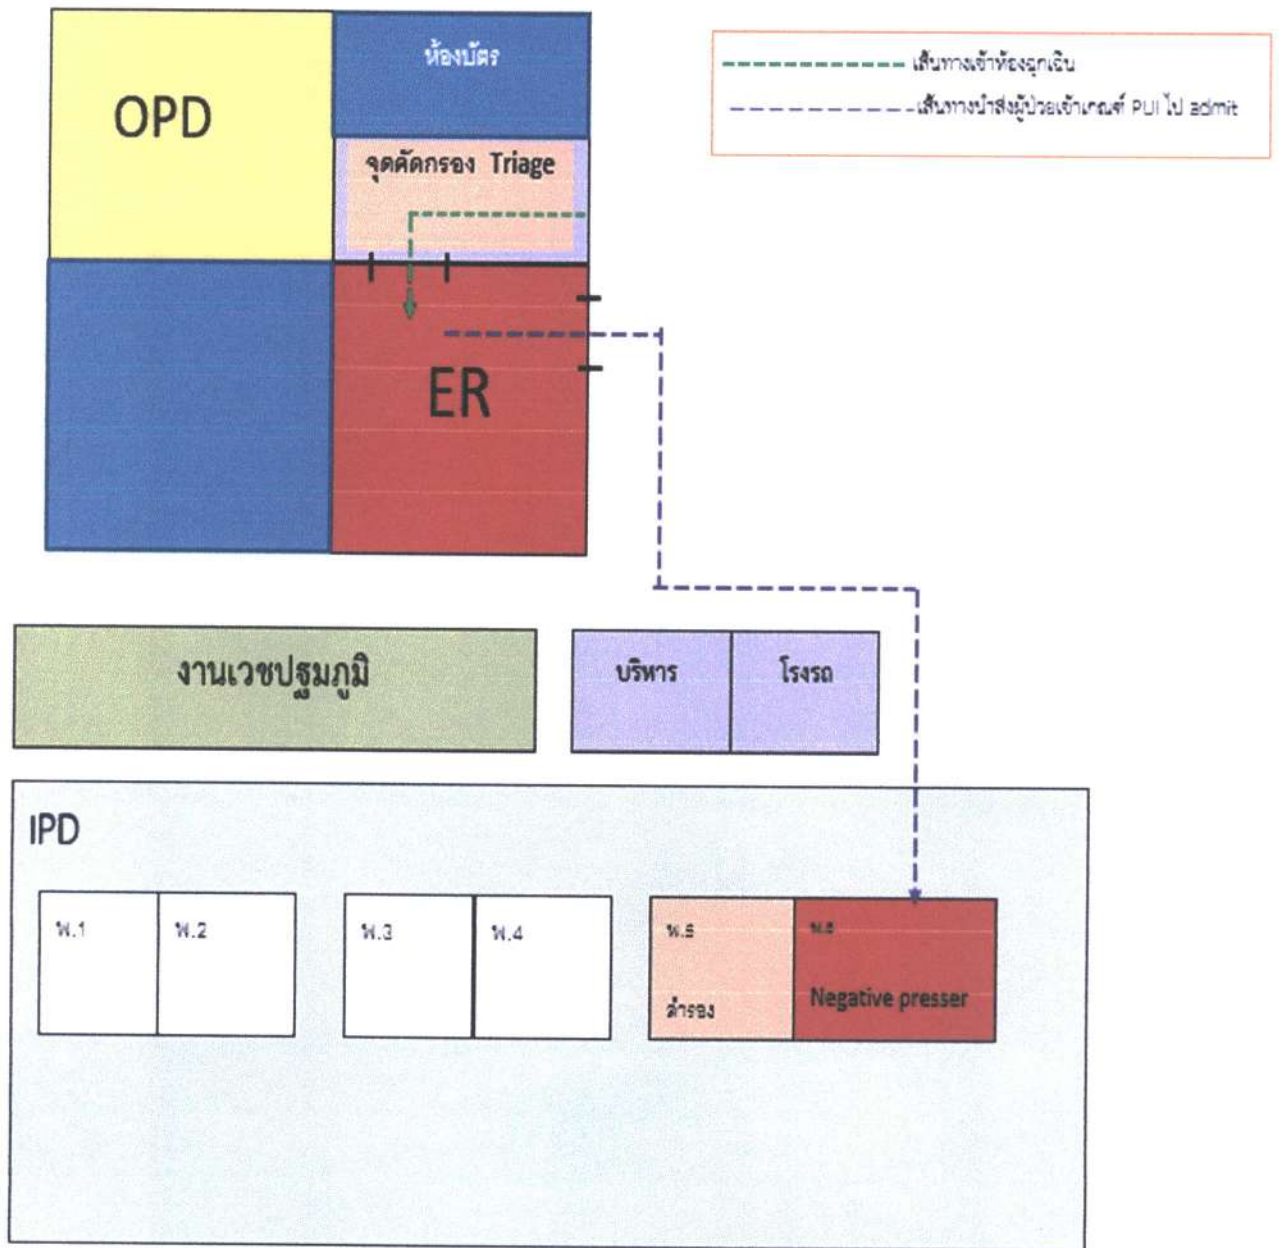 ห้องบัตร
OPD
จุดคัดกรอง Triage
เส้นทางเข้าห้องฉุกเฉิน
เส้นทางนำส่งผู้ป่วยเข้าเกณฑ์ PUI ไป admit
ER
งานเวชปฐมภูมิ
บริหาร
โรงรถ
IPD
พ.1
พ.2
พ.3
พ.4
พ.5
สำรอง
พ.6
Negative presser